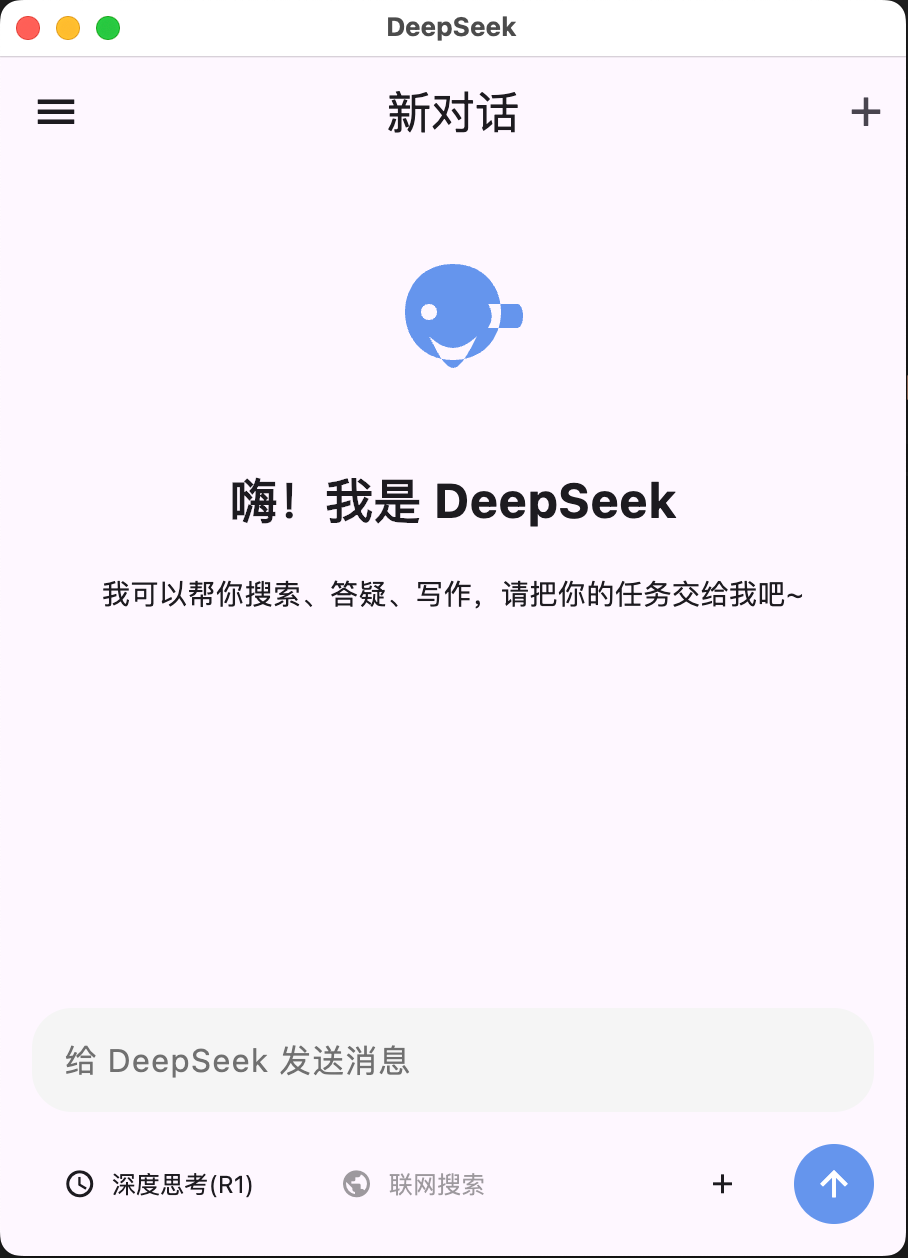 DeepSeek
新对话
嗨！我是 DeepSeek
我可以帮你搜索、答疑、写作，请把你的任务交给我吧~
给 DeepSeek 发送消息
深度思考(R1) 联网搜索